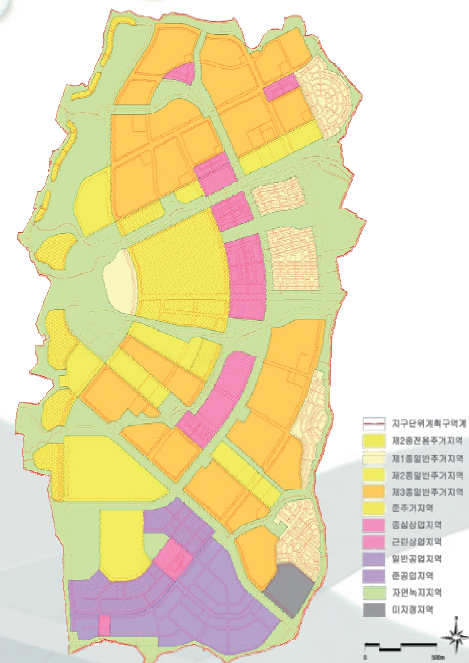 지구단위계획구역계
제2종전용주거지역
제1종일반주거지역
제2종일반주거지역
제3종일반주거지역
준주거지역
중심상업지역
근린상업지역
일반공업지역
준공업지역
자연녹지지역
미지정지역
0 500m